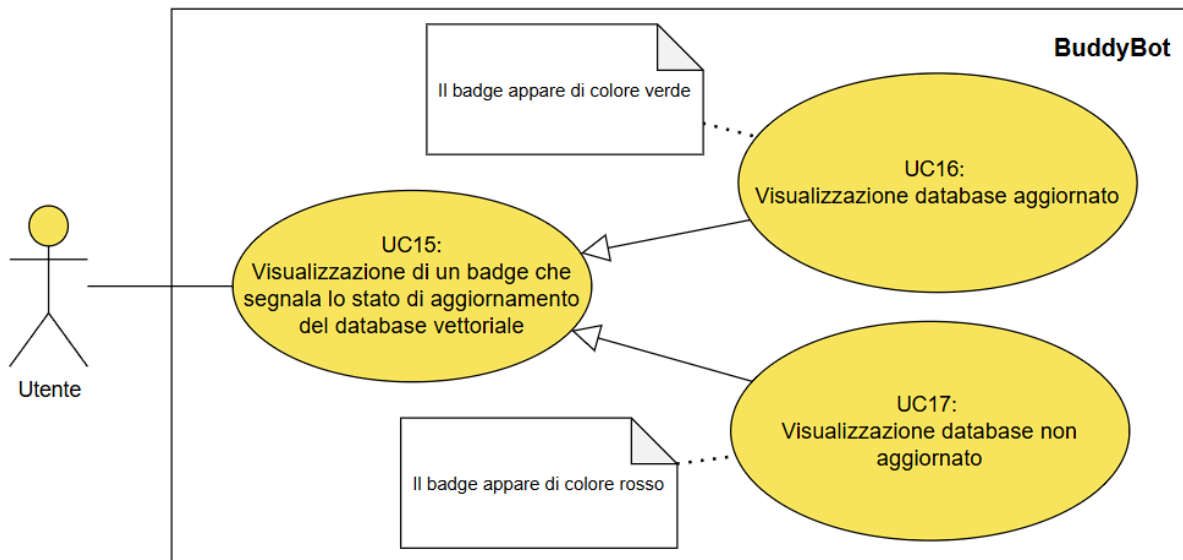 BuddyBot
Il badge appare di colore verde
UC16:
Visualizzazione database aggiornato
UC15:
Visualizzazione di un badge che
segnala lo stato di aggiornamento
del database vettoriale
Utente
UC17:
Visualizzazione database non
aggiornato
Il badge appare di colore rosso